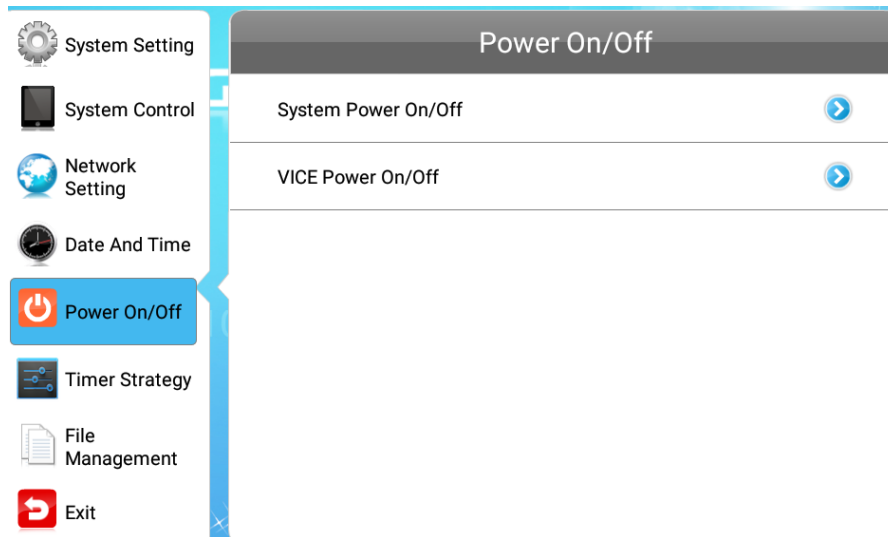 System Setting
System Control
Network
Setting
Date And Time
Power On/Off
Timer Strategy
File
Management
Exit
Power On/Off
System Power On/Off
VICE Power On/Off